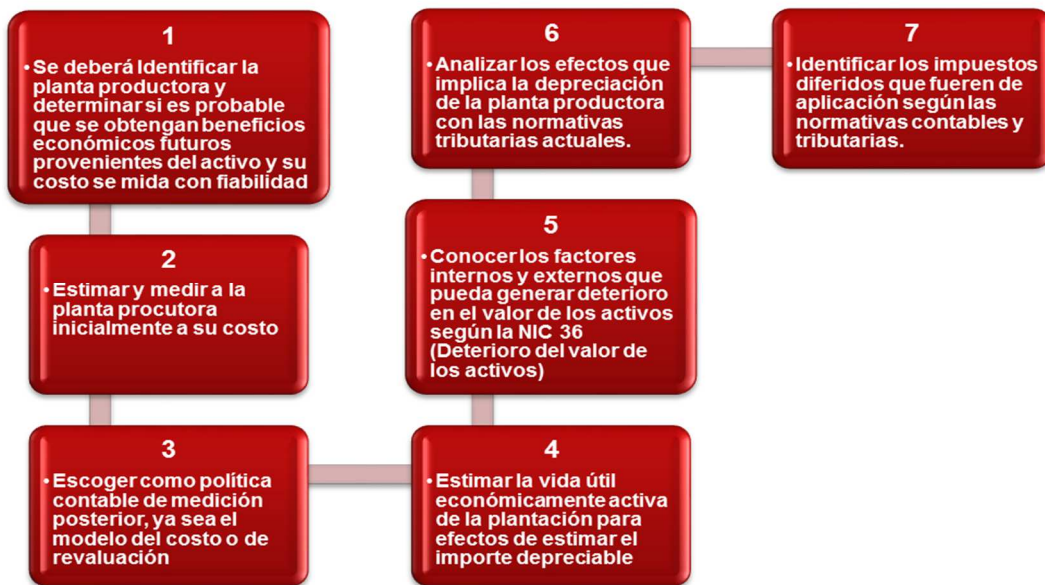 1
•Se deberá Identificar la
planta productora y
determinar si es probable
que se obtengan beneficios
económicos futuros
provenientes del activo y su
costo se mida con fiabilidad
2
•Estimar y medir a la
planta procutora
inicialmente a su costo
3
•Escoger como política
contable de medición
posterior, ya sea el
modelo del costo o de
revaluación
4
•Estimar la vida útil
económicamente activa
de la plantación para
efectos de estimar el
importe depreciable
5
•Conocer los factores
internos y externos que
pueda generar deterioro
en el valor de los activos
según la NIC 36
(Deterioro del valor de
los activos)
6
•Analizar los efectos que
implica la depreciación
de la planta productora
con las normativas
tributarias actuales.
7
•Identificar los impuestos
diferidos que fueren de
aplicación según las
normativas contables y
tributarias.